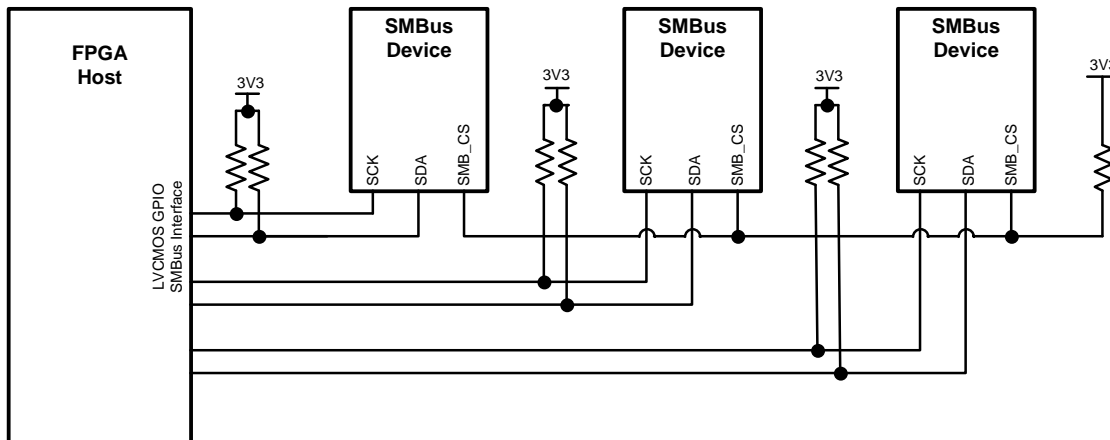 FPGA
Host
LVCMOS GPIO
SMBus Interface
3V3
SMBus
Device
SCK
SDA
SMB_CS
3V3
SMBus
Device
SCK
SDA
SMB_CS
3V3
SMBus
Device
SCK
SDA
SMB_CS
3V3